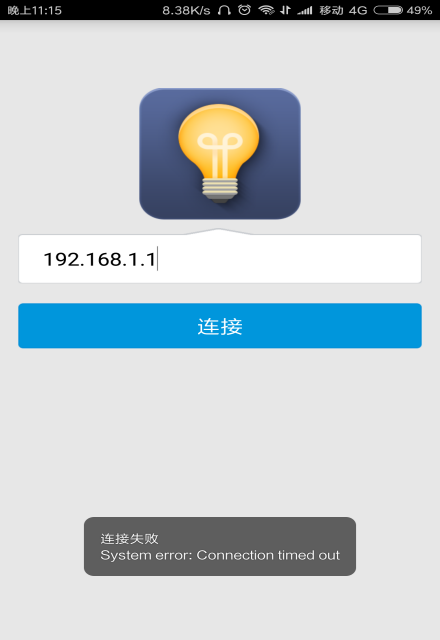 晚上11:15 8.38K/s 移动 4G 49%
192.168.1.1
连接
连接失败
System error: Connection timed out